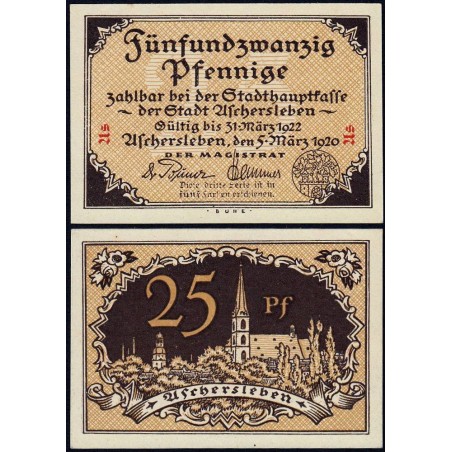 Fünfundzwanzig
Pfennige
zahlbar bei der Stadthauptkasse
der Stadt Aschersleben
Gültig bis 31·März 1922
Aschersleben, den 5·März 1920
DER MAGISTRAT
Diese dritte Serie ist in
fünf Farben erschienen.
25 Pf
Aschersleben